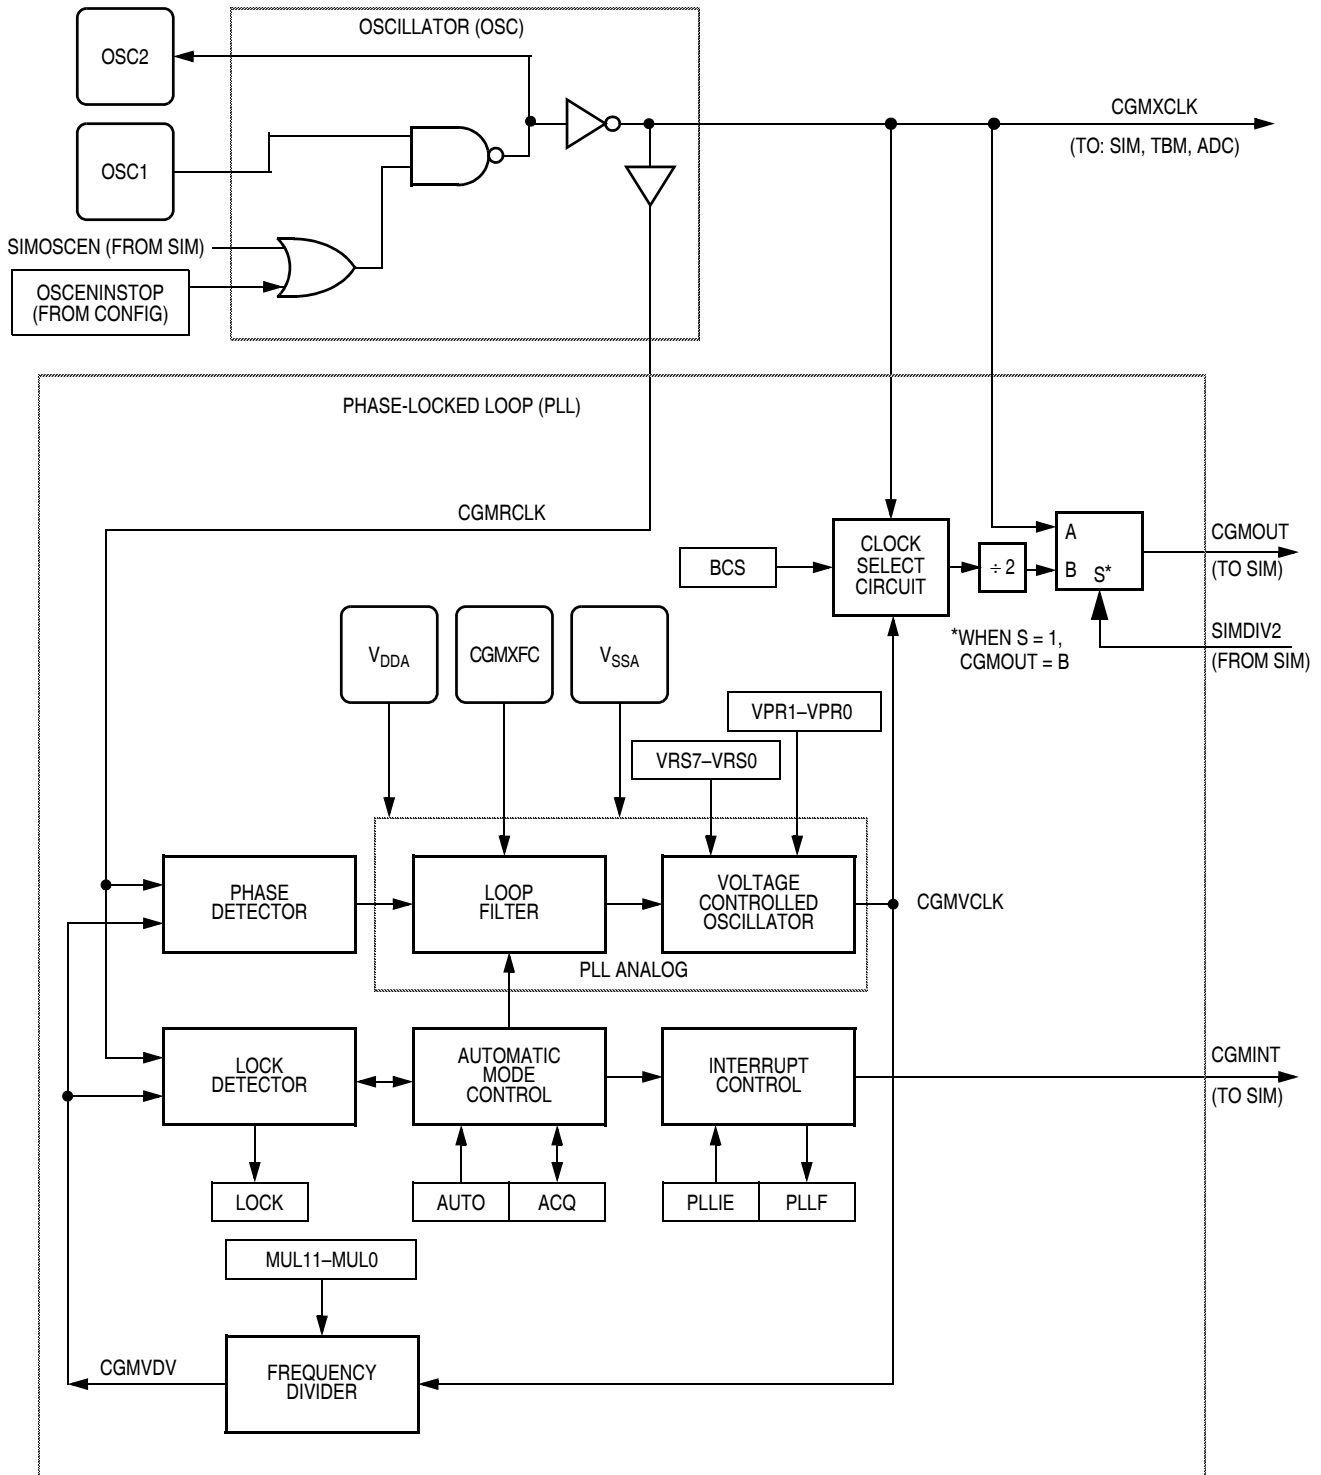 OSCILLATOR (OSC)
OSC2
CGMXCLK
(TO: SIM, TBM, ADC)
OSC1
SIMOSCEN (FROM SIM)
OSCENINSTOP
(FROM CONFIG)
PHASE-LOCKED LOOP (PLL)
CGMRCLK
CLOCK
SELECT
CIRCUIT
BCS
÷ 2
A
B
S*
CGMOUT
(TO SIM)
*WHEN S = 1,
CGMOUT = B
SIMDIV2
(FROM SIM)
VDDA
CGMXFC
VSSA
VPR1–VPR0
VRS7–VRS0
PHASE
DETECTOR
LOOP
FILTER
VOLTAGE
CONTROLLED
OSCILLATOR
CGMVCLK
PLL ANALOG
LOCK
DETECTOR
AUTOMATIC
MODE
CONTROL
INTERRUPT
CONTROL
CGMINT
(TO SIM)
LOCK
AUTO
ACQ
PLLIE
PLLF
MUL11–MUL0
CGMVDV
FREQUENCY
DIVIDER